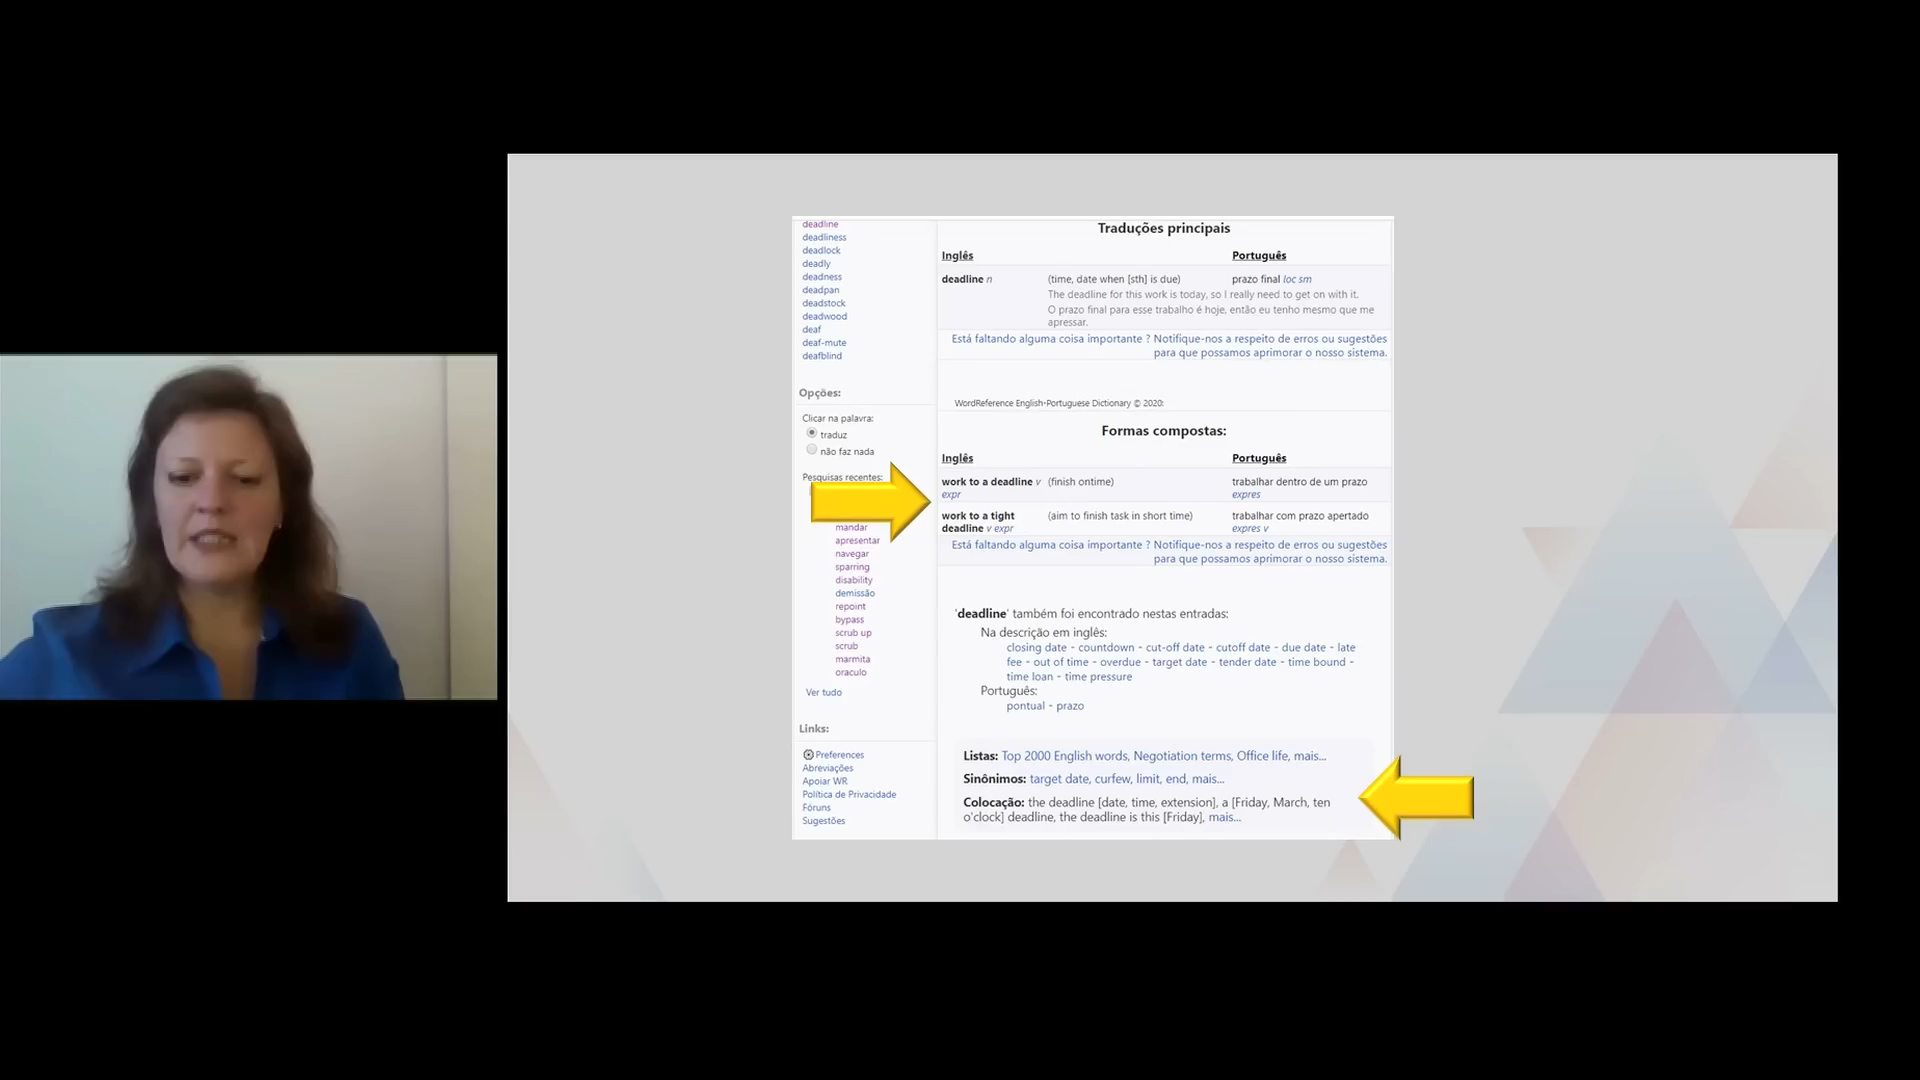 deadline
deadliness
deadlock
deadly
deadness
deadpan
deadstock
deadwood
deaf
deaf-mute
deafblind
Opções:
Clicar na palavra:
traduz
não faz nada
Pesquisas recentes:
mandar
apresentar
navegar
sparring
disability
demissão
repoint
bypass
scrub up
scrub
marmita
oraculo
Ver tudo
Links:
Preferences
Abreviações
Apoiar WR
Política de Privacidade
Fóruns
Sugestões
Traduções principais
Inglês Português
deadline n (time, date when [sth] is due) prazo final loc sm
The deadline for this work is today, so I really need to get on with it.
O prazo final para esse trabalho é hoje, então eu tenho mesmo que me
apressar.
Está faltando alguma coisa importante ? Notifique-nos a respeito de erros ou sugestões
para que possamos aprimorar o nosso sistema.
WordReference English-Portuguese Dictionary © 2020:
Formas compostas:
Inglês Português
work to a deadline v (finish ontime) trabalhar dentro de um prazo
expr expres
work to a tight (aim to finish task in short time) trabalhar com prazo apertado
deadline v expr expres v
Está faltando alguma coisa importante ? Notifique-nos a respeito de erros ou sugestões
para que possamos aprimorar o nosso sistema.
'deadline' também foi encontrado nestas entradas:
Na descrição em inglês:
closing date - countdown - cut-off date - cutoff date - due date - late
fee - out of time - overdue - target date - tender date - time bound -
time loan - time pressure
Português:
pontual - prazo
Listas: Top 2000 English words, Negotiation terms, Office life, mais...
Sinônimos: target date, curfew, limit, end, mais...
Colocação: the deadline [date, time, extension], a [Friday, March, ten
o'clock] deadline, the deadline is this [Friday], mais...